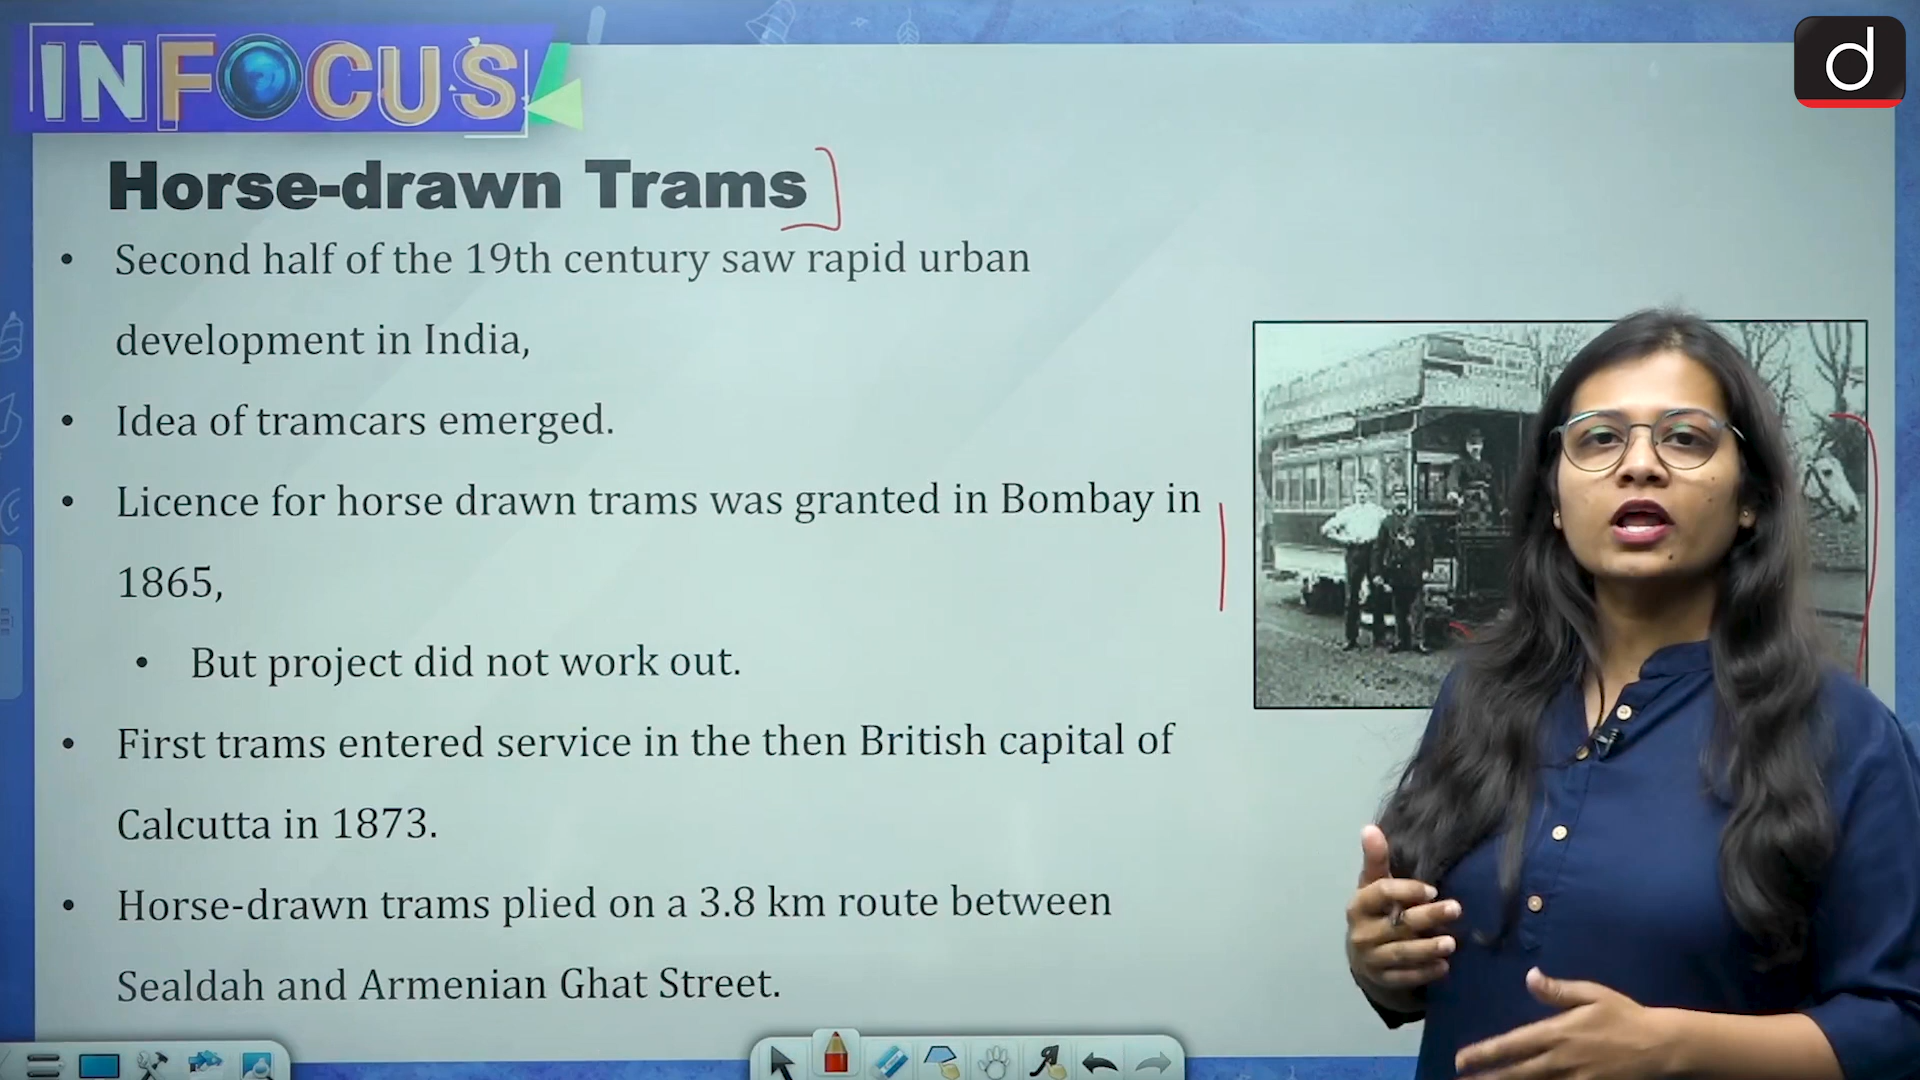 INFOCUS
d
Horse-drawn Trams
• Second half of the 19th century saw rapid urban
development in India,
• Idea of tramcars emerged.
• Licence for horse drawn trams was granted in Bombay in
1865,
• But project did not work out.
• First trams entered service in the then British capital of
Calcutta in 1873.
• Horse-drawn trams plied on a 3.8 km route between
Sealdah and Armenian Ghat Street.